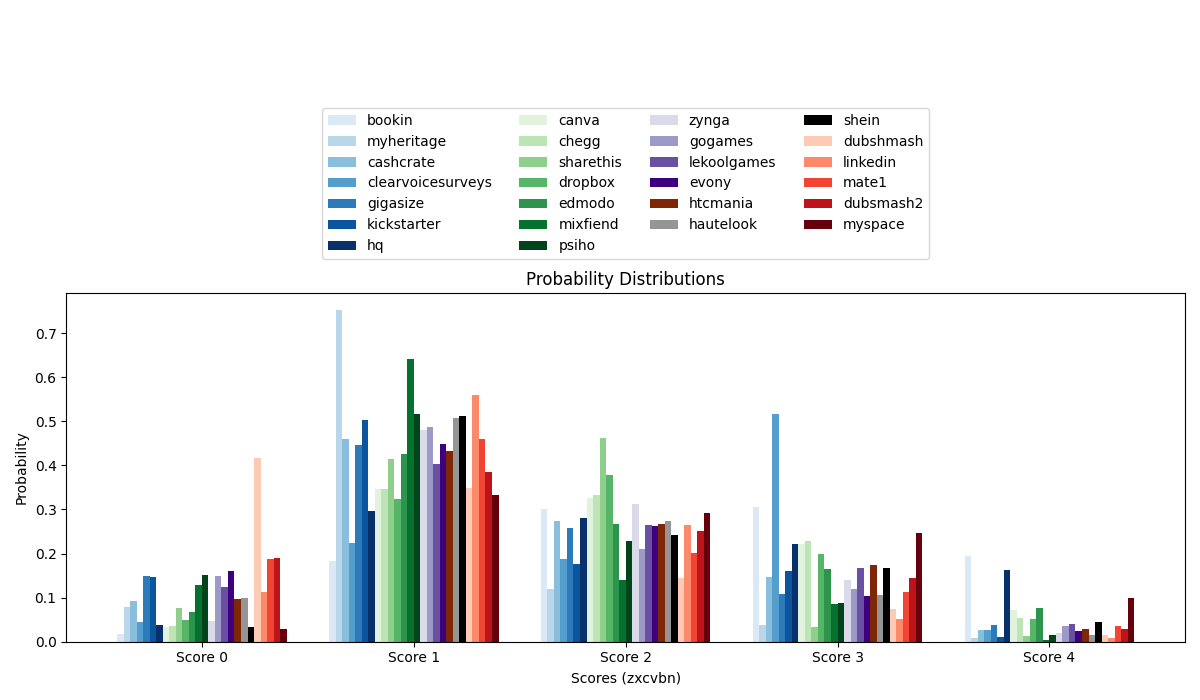 bookin canva zynga shein
myheritage chegg gogames dubshmash
cashcrate sharethis lekoolgames linkedin
clearvoicesurveys dropbox evony mate1
gigasize edmodo htcmania dubsmash2
kickstarter mixfiend hautelook myspace
hq psiho
Probability Distributions
0.7
0.6
0.5
0.4
0.3
0.2
0.1
0.0
Probability
Score 0 Score 1 Score 2 Score 3 Score 4
Scores (zxcvbn)